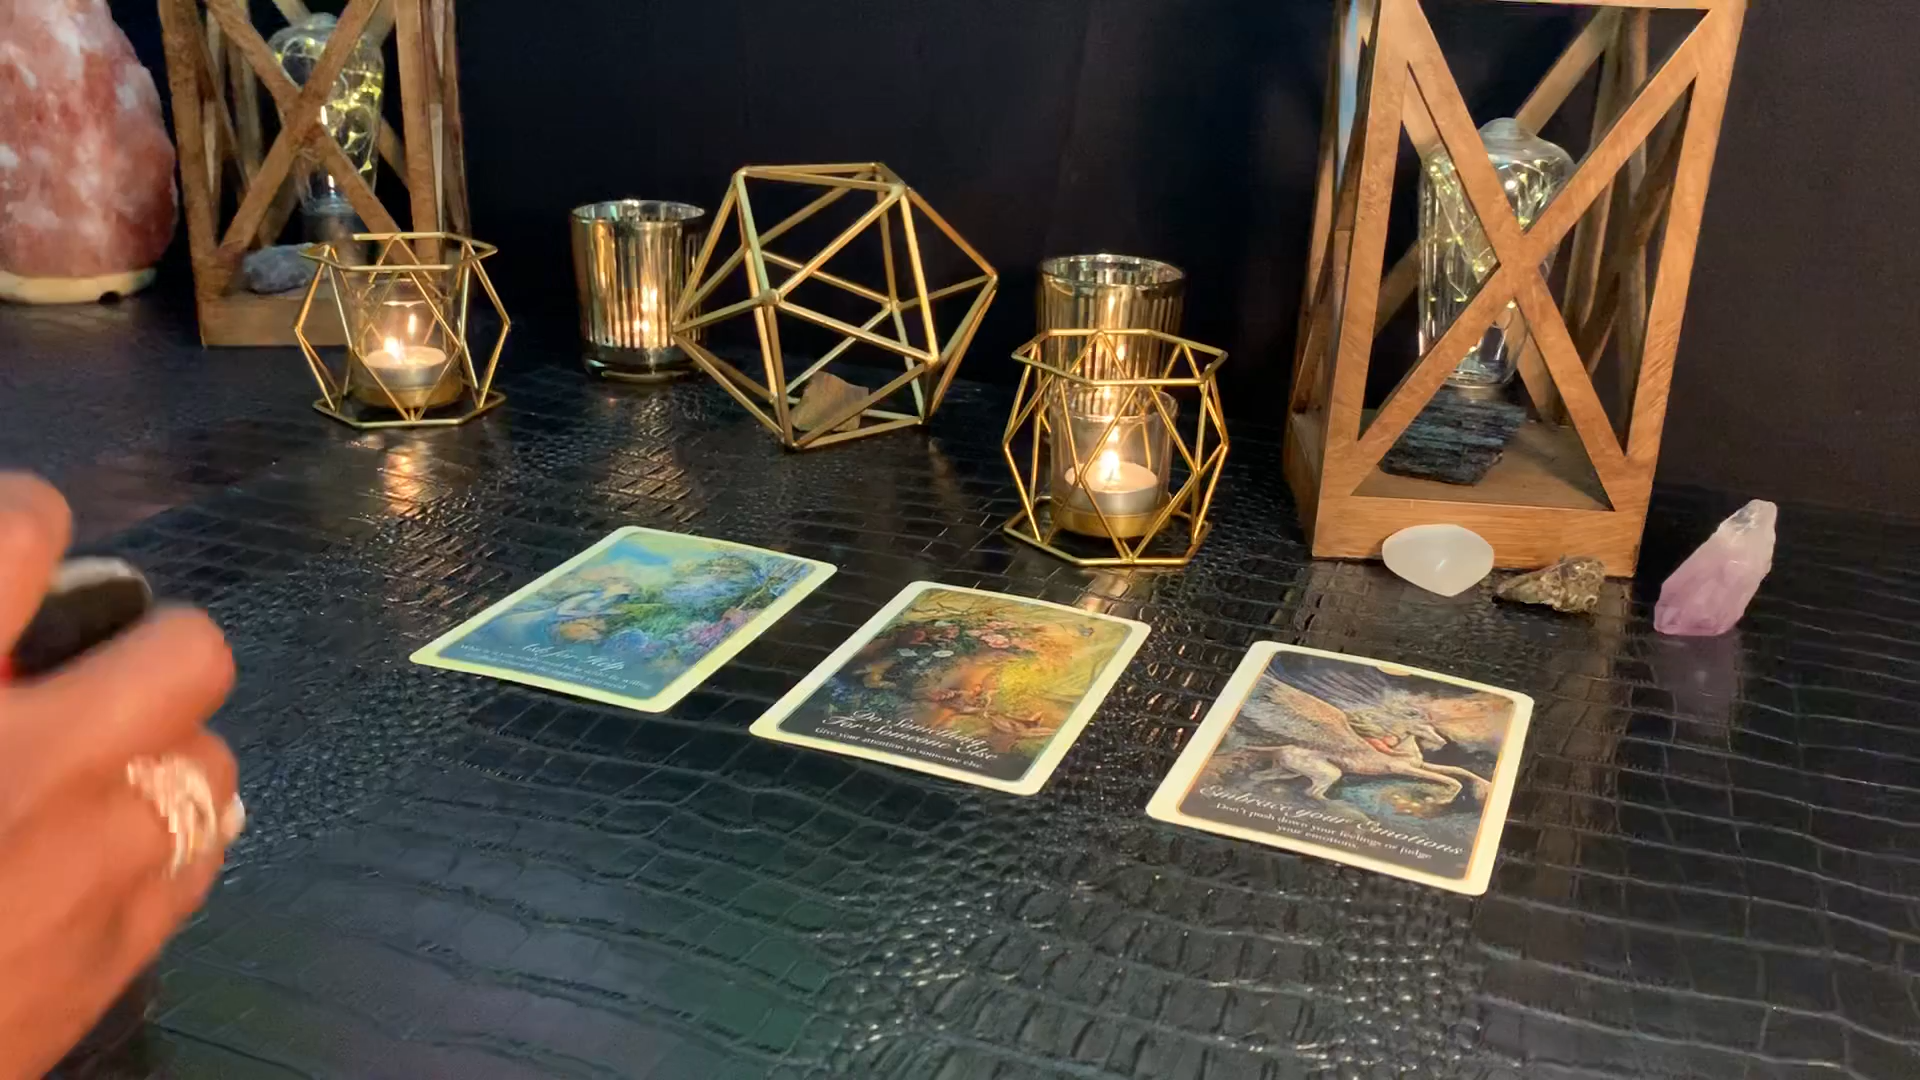 Ask for Help
Do Something
For Someone Else
Give your attention to someone else.
Embrace your Emotions
Don't push down your feelings or judge
your emotions.